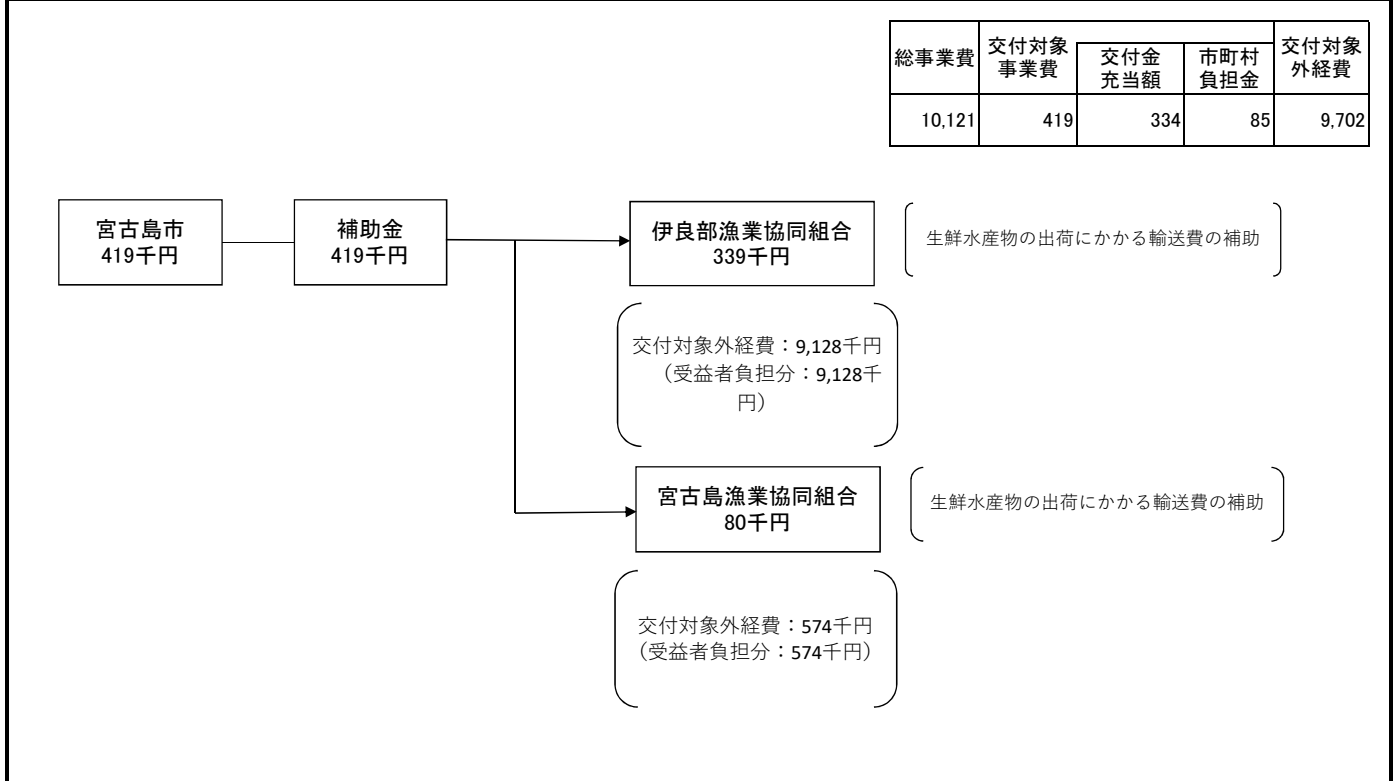 総事業費
交付対象
事業費
交付金
充当額
市町村
負担金
交付対象
外経費
10,121
419
334
85
9,702
宮古島市
419千円
補助金
419千円
伊良部漁業協同組合
339千円
生鮮水産物の出荷にかかる輸送費の補助
交付対象外経費：9,128千円
（受益者負担分：9,128千
円）
宮古島漁業協同組合
80千円
生鮮水産物の出荷にかかる輸送費の補助
交付対象外経費：574千円
（受益者負担分：574千円）